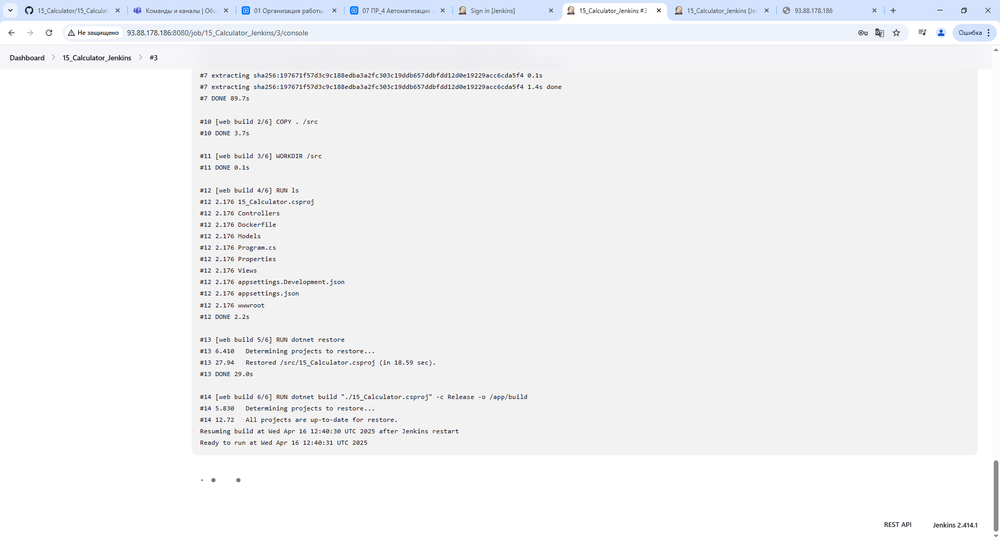 15_Calculator/15_Calculat
Команды и каналы | Общ
01 Организация работы
07 ПР_4 Автоматизация
Sign in [Jenkins]
15_Calculator_Jenkins #3
15_Calculator_Jenkins [Je
93.88.178.186
Не защищено
93.88.178.186:8080/job/15_Calculator_Jenkins/3/console
Ошибка
Dashboard
15_Calculator_Jenkins
#3
#7 extracting sha256:197671f57d3c9c188edba3a2fc303c19ddb657ddbfdd12d0e19229acc6cda5f4 0.1s
#7 extracting sha256:197671f57d3c9c188edba3a2fc303c19ddb657ddbfdd12d0e19229acc6cda5f4 1.4s done
#7 DONE 89.7s
#10 [web build 2/6] COPY . /src
#10 DONE 3.7s
#11 [web build 3/6] WORKDIR /src
#11 DONE 0.1s
#12 [web build 4/6] RUN ls
#12 2.176 15_Calculator.csproj
#12 2.176 Controllers
#12 2.176 Dockerfile
#12 2.176 Models
#12 2.176 Program.cs
#12 2.176 Properties
#12 2.176 Views
#12 2.176 appsettings.Development.json
#12 2.176 appsettings.json
#12 2.176 wwwroot
#12 DONE 2.2s
#13 [web build 5/6] RUN dotnet restore
#13 6.410   Determining projects to restore...
#13 27.94   Restored /src/15_Calculator.csproj (in 18.59 sec).
#13 DONE 29.0s
#14 [web build 6/6] RUN dotnet build "./15_Calculator.csproj" -c Release -o /app/build
#14 5.830   Determining projects to restore...
#14 12.72   All projects are up-to-date for restore.
Resuming build at Wed Apr 16 12:40:30 UTC 2025 after Jenkins restart
Ready to run at Wed Apr 16 12:40:31 UTC 2025
REST API
Jenkins 2.414.1